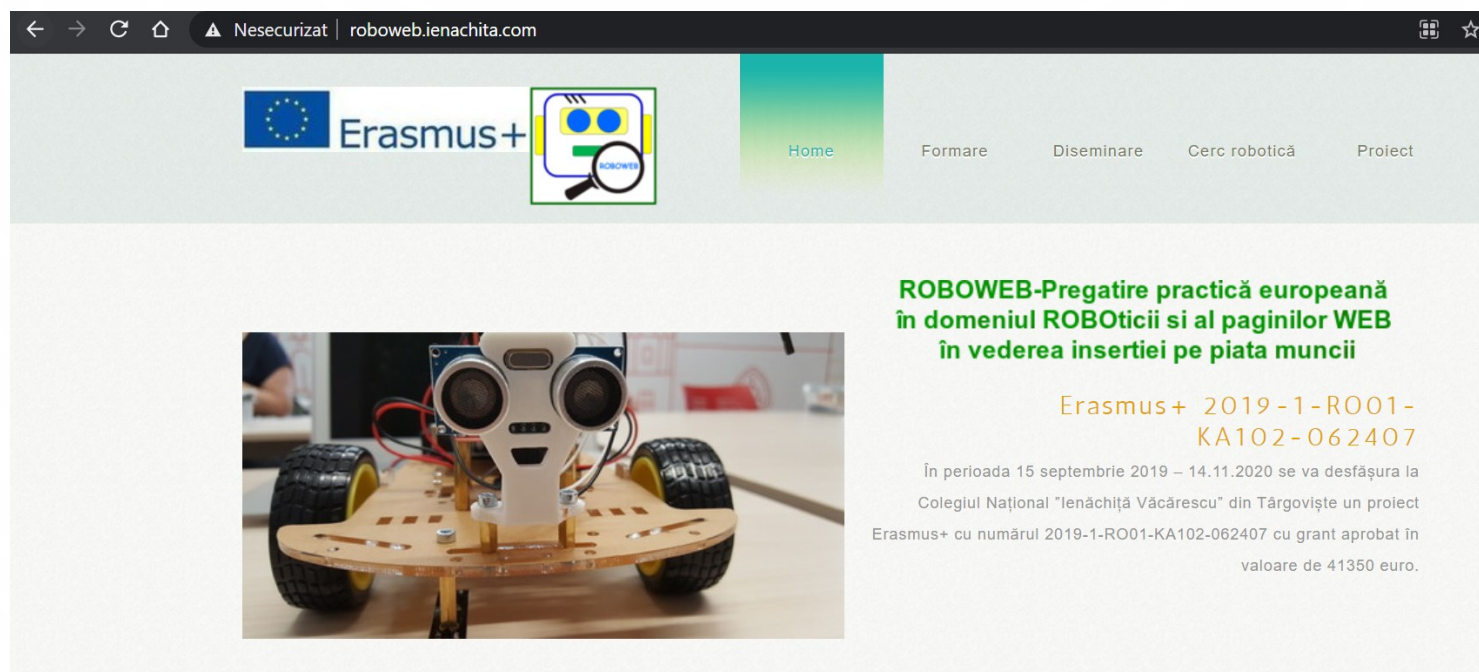 Nesecurizat | roboweb.ienachita.com
Erasmus+
ROBOWEB
Home
Formare
Diseminare
Cerc robotică
Proiect
ROBOWEB-Pregatire practică europeană
în domeniul ROBOticii si al paginilor WEB
în vederea insertiei pe piata muncii
Erasmus+ 2019-1-RO01-
KA102-062407
În perioada 15 septembrie 2019 – 14.11.2020 se va desfășura la
Colegiul Național "Ienăchiță Văcărescu" din Târgoviște un proiect
Erasmus+ cu numărul 2019-1-RO01-KA102-062407 cu grant aprobat în
valoare de 41350 euro.